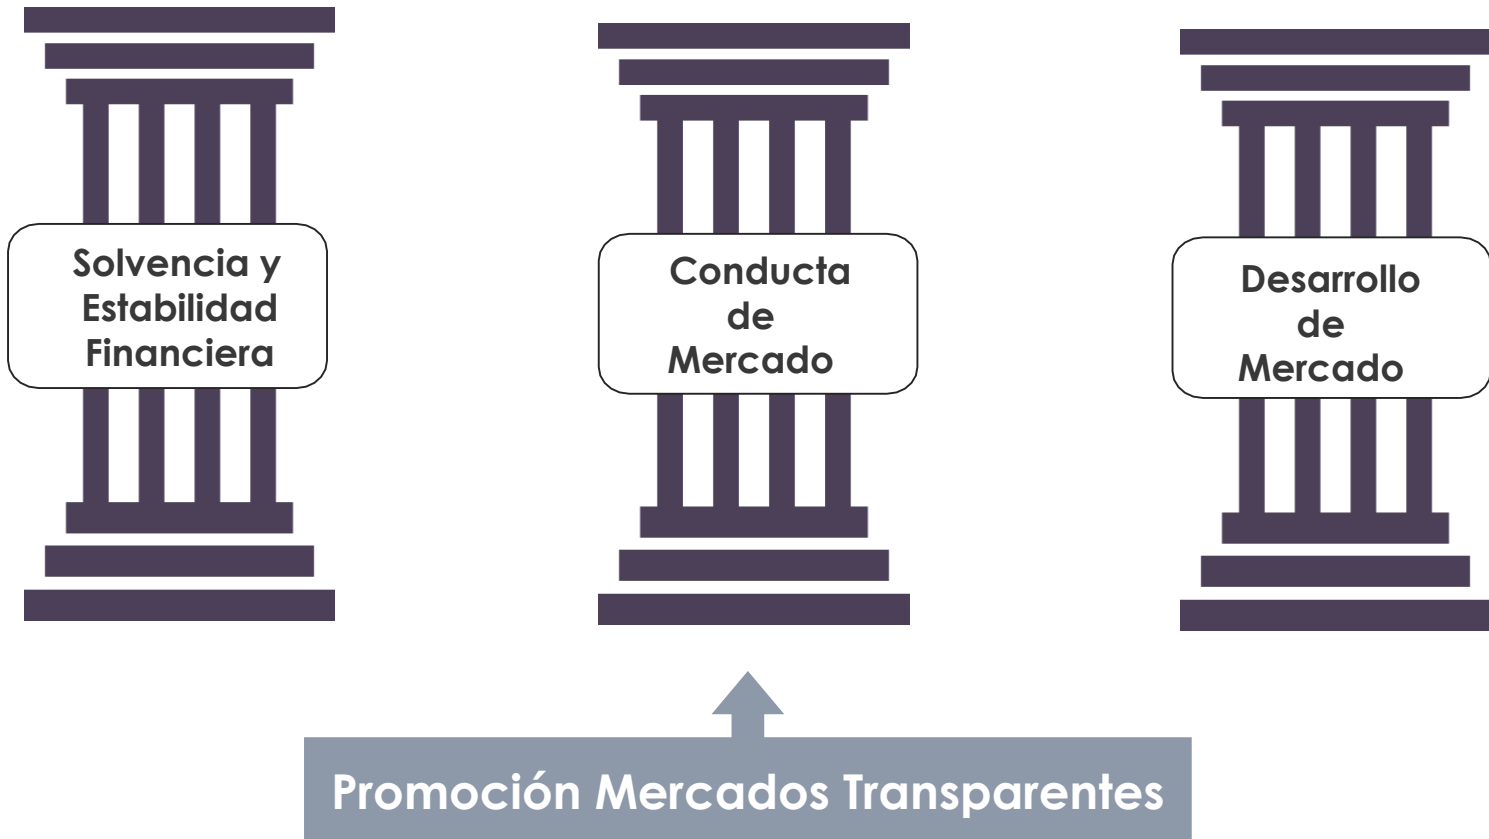 Solvencia y
Estabilidad
Financiera
Conducta
de
Mercado
Desarrollo
de
Mercado
Promoción Mercados Transparentes